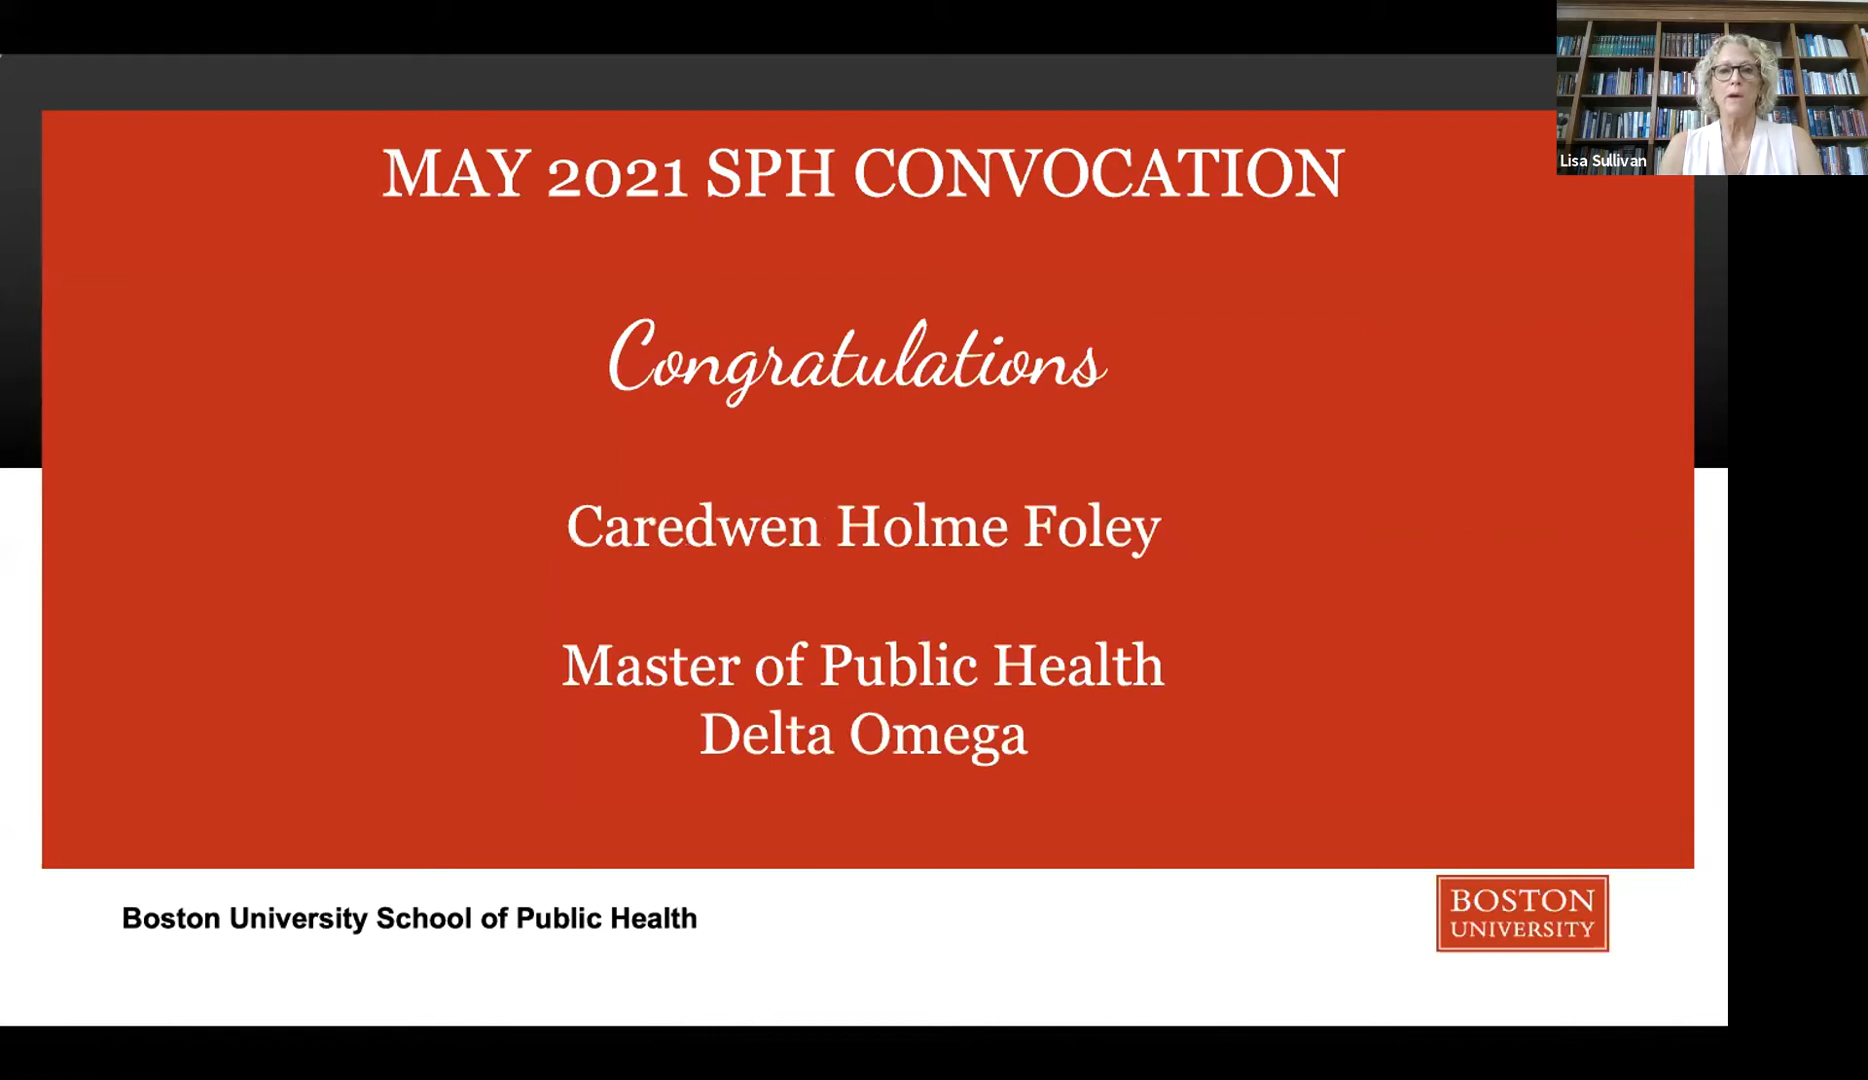 Lisa Sullivan
MAY 2021 SPH CONVOCATION
Congratulations
Caredwen Holme Foley
Master of Public Health
Delta Omega
Boston University School of Public Health
BOSTON
UNIVERSITY